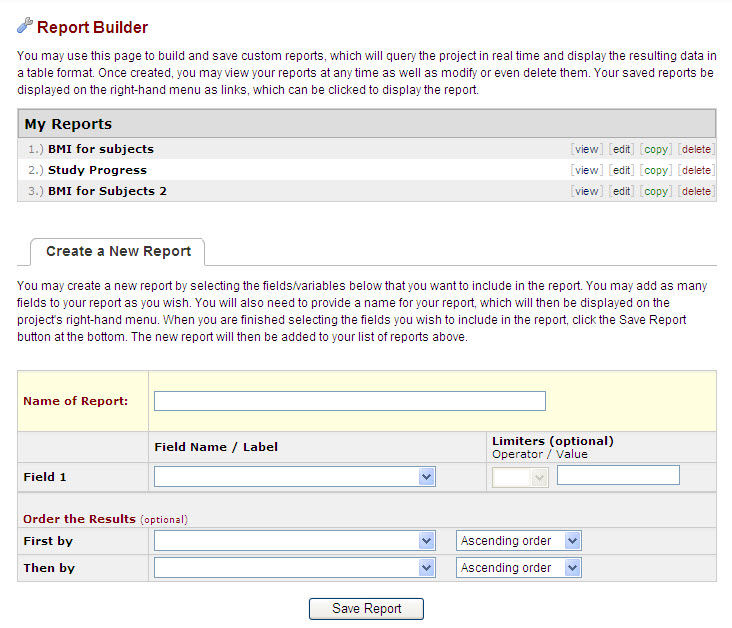 Report Builder
You may use this page to build and save custom reports, which will query the project in real time and display the resulting data in
a table format. Once created, you may view your reports at any time as well as modify or even delete them. Your saved reports be
displayed on the right-hand menu as links, which can be clicked to display the report.
My Reports
1.) BMI for subjects [view] [edit] [copy] [delete]
2.) Study Progress [view] [edit] [copy] [delete]
3.) BMI for Subjects 2 [view] [edit] [copy] [delete]
Create a New Report
You may create a new report by selecting the fields/variables below that you want to include in the report. You may add as many
fields to your report as you wish. You will also need to provide a name for your report, which will then be displayed on the
project's right-hand menu. When you are finished selecting the fields you wish to include in the report, click the Save Report
button at the bottom. The new report will then be added to your list of reports above.
Name of Report:
Field Name / Label
Limiters (optional)
Operator / Value
Field 1
Order the Results (optional)
First by Ascending order
Then by Ascending order
Save Report